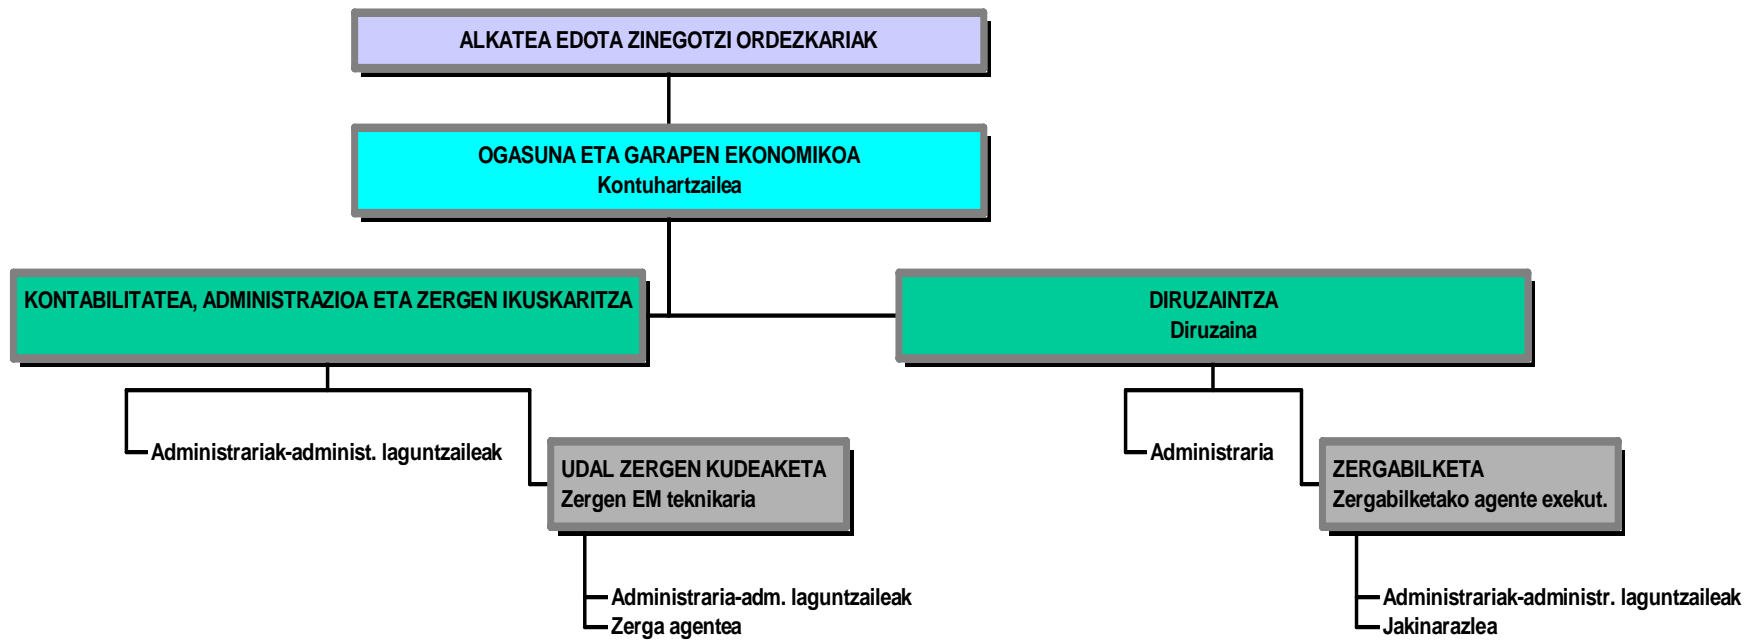 ALKATEA EDOTA ZINEGOTZI ORDEZKARIAK
OGASUNA ETA GARAPEN EKONOMIKOA
Kontuhartzailea
KONTABILITATEA, ADMINISTRAZIOA ETA ZERGEN IKUSKARITZA
DIRUZAINTZA
Diruzaina
Administrariak-administ. laguntzaileak
UDAL ZERGEN KUDEAKETA
Zergen EM teknikaria
Administraria-adm. laguntzaileak
Zerga agentea
Administraria
ZERGABILKETA
Zergabilketako agente exekut.
Administrariak-administr. laguntzaileak
Jakinarazlea